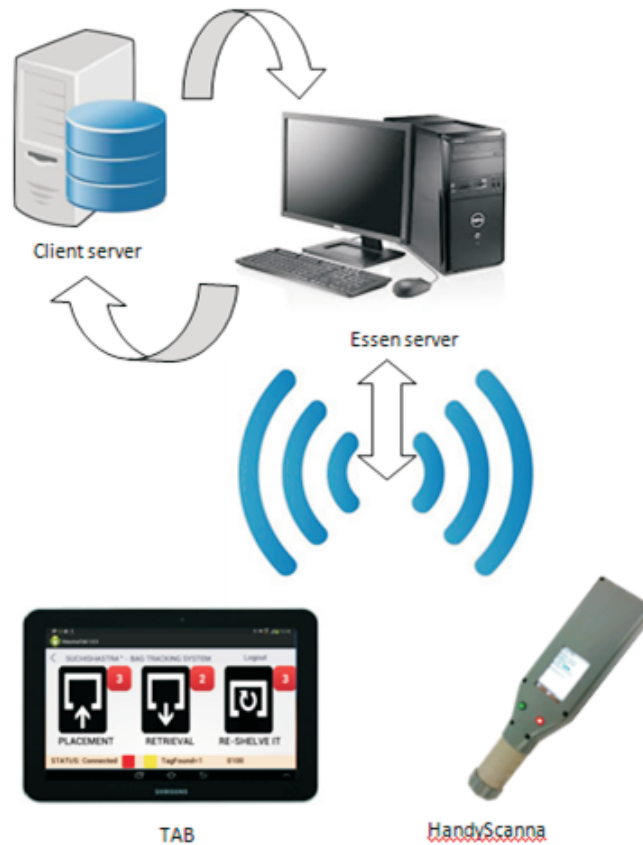 Client server
Essen server
SUCHISHASTRA™ - BAG TRACKING SYSTEM
Logout
3
2
3
PLACEMENT
RETRIEVAL
RE-SHELVE IT
STATUS: Connected
TagFound=1
0100
SAMSUNG
TAB
HandyScanna